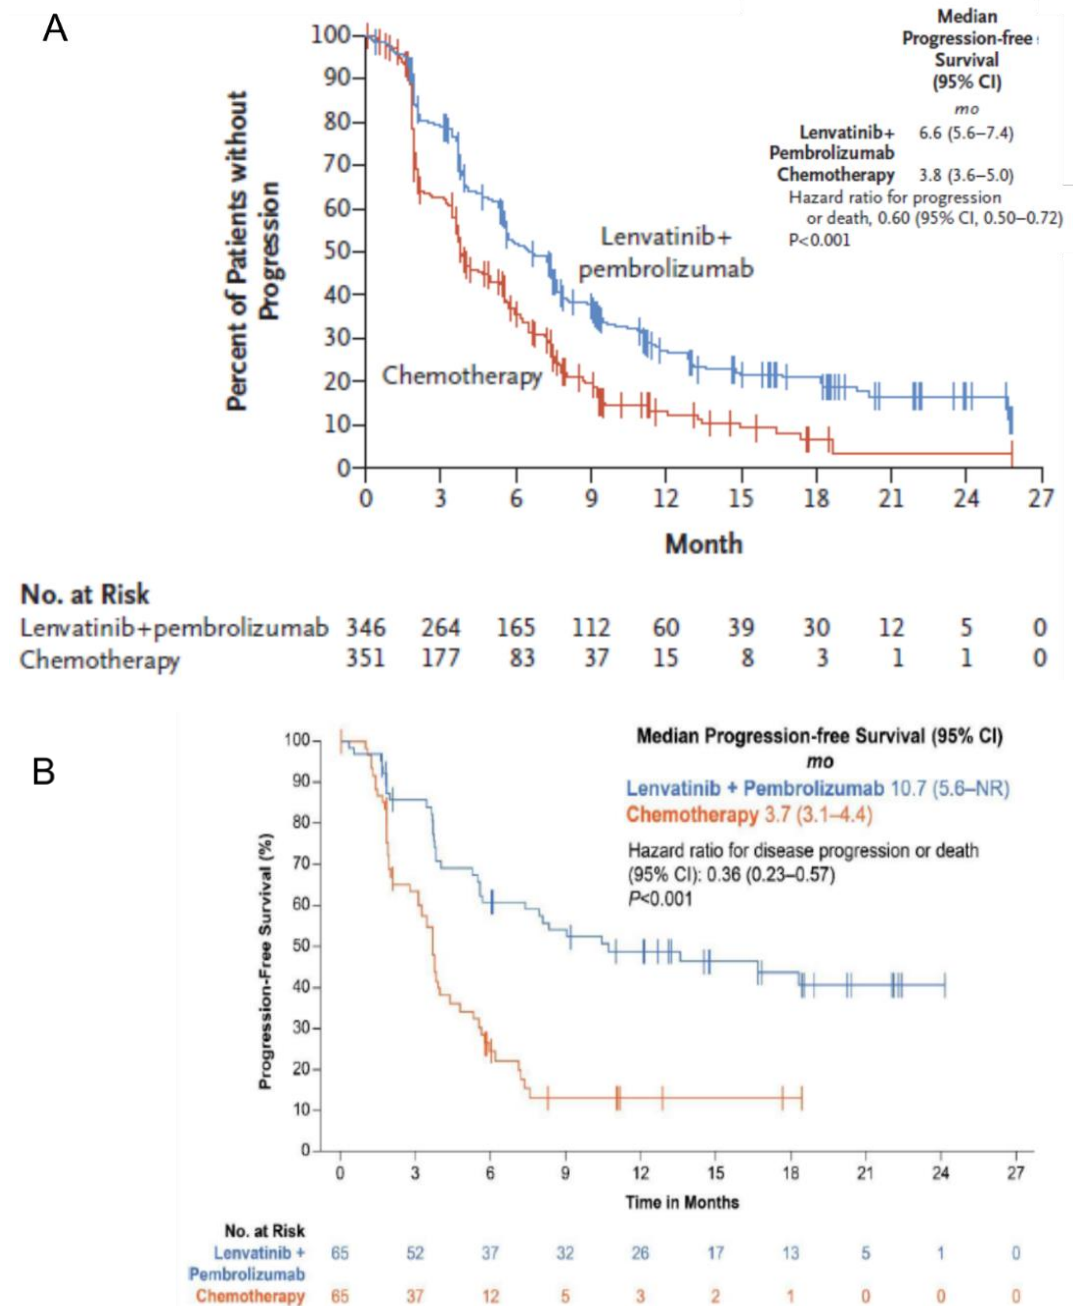 A
Median
Progression-free
Survival
(95% CI)
mo
Lenvatinib+ 6.6 (5.6–7.4)
Pembrolizumab
Chemotherapy 3.8 (3.6–5.0)
Hazard ratio for progression
or death, 0.60 (95% CI, 0.50–0.72)
P<0.001
Percent of Patients without
Progression
100
90
80
70
60
50
40
30
20
10
0
Lenvatinib+
pembrolizumab
Chemotherapy
0 3 6 9 12 15 18 21 24 27
Month
No. at Risk
Lenvatinib+pembrolizumab 346 264 165 112 60 39 30 12 5 0
Chemotherapy 351 177 83 37 15 8 3 1 1 0
B
Median Progression-free Survival (95% CI)
mo
Lenvatinib + Pembrolizumab 10.7 (5.6–NR)
Chemotherapy 3.7 (3.1–4.4)
Hazard ratio for disease progression or death
(95% CI): 0.36 (0.23–0.57)
P<0.001
Progression-Free Survival (%)
100
90
80
70
60
50
40
30
20
10
0
0 3 6 9 12 15 18 21 24 27
Time in Months
No. at Risk
Lenvatinib + 65 52 37 32 26 17 13 5 1 0
Pembrolizumab
Chemotherapy 65 37 12 5 3 2 1 0 0 0